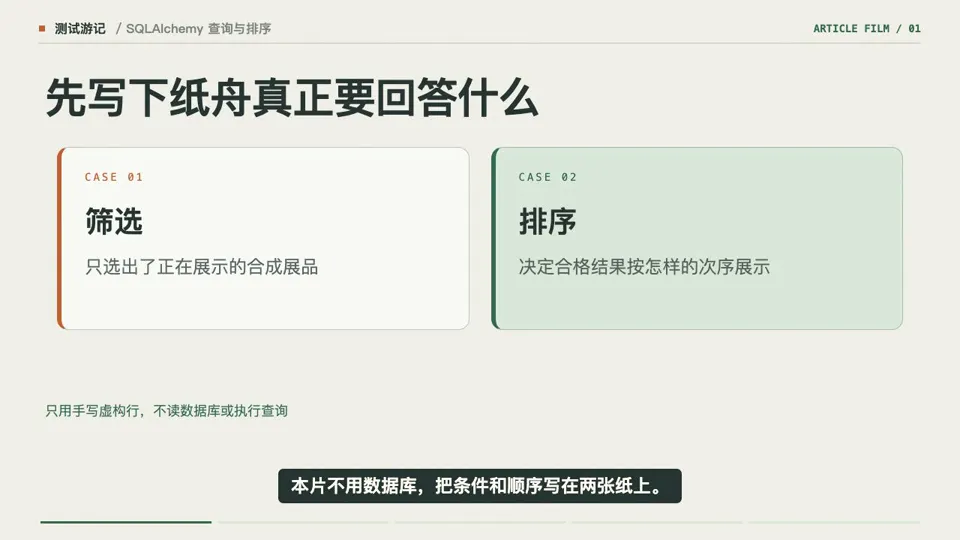 测试游记 / SQLAlchemy 查询与排序
ARTICLE FILM / 01
先写下纸舟真正要回答什么
CASE 01
筛选
只选出了正在展示的合成展品
CASE 02
排序
决定合格结果按怎样的次序展示
只用手写虚构行，不读数据库或执行查询
本片不用数据库，把条件和顺序写在两张纸上。